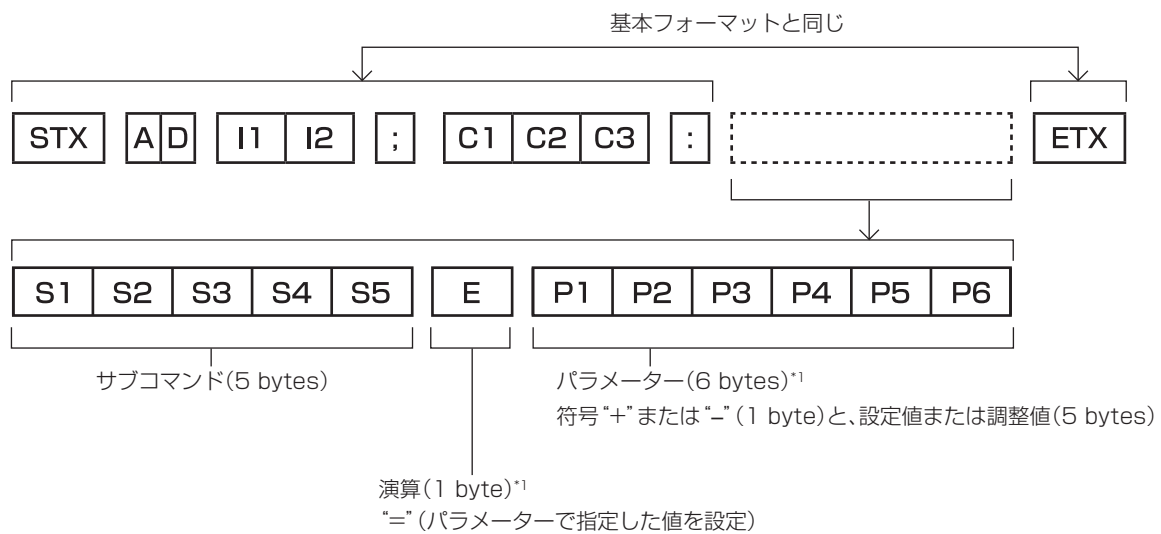 基本フォーマットと同じ
STX A D I1 I2 ; C1 C2 C3 : ETX
S1 S2 S3 S4 S5 E P1 P2 P3 P4 P5 P6
サブコマンド(5 bytes)
パラメーター(6 bytes)*1
符号“+”または“−”(1 byte)と、設定値または調整値(5 bytes)
演算(1 byte)*1
“=”(パラメーターで指定した値を設定)